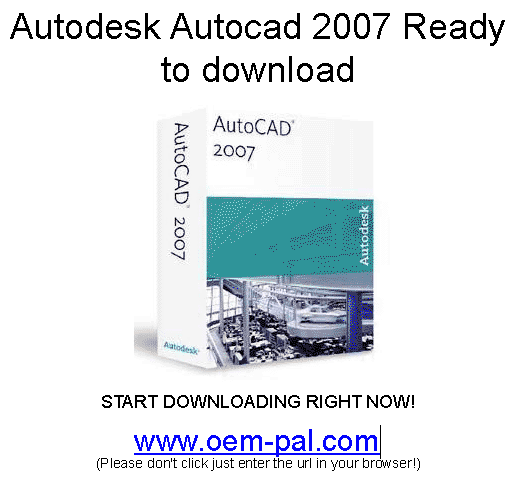 Autodesk Autocad 2007 Ready
to download
AutoCAD®
2007
AutoCAD® 2007
Autodesk
Autodesk®
START DOWNLOADING RIGHT NOW!
www.oem-pal.com
(Please don't click just enter the url in your browser!)